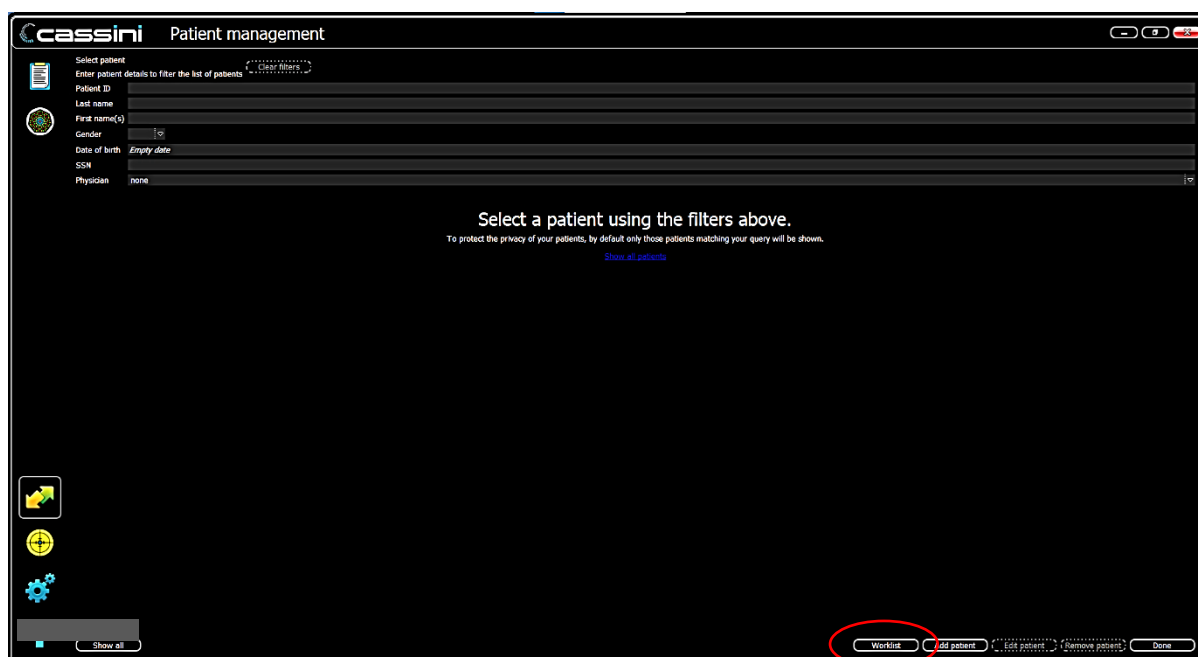 cassini Patient management
Select patient
Enter patient details to filter the list of patients Clear filters
Patient ID
Last name
First name(s)
Gender
Date of birth Empty date
SSN
Physician none
Select a patient using the filters above.
To protect the privacy of your patients, by default only those patients matching your query will be shown.
Show all patients
Show all Worklist Add patient Edit patient Remove patient Done